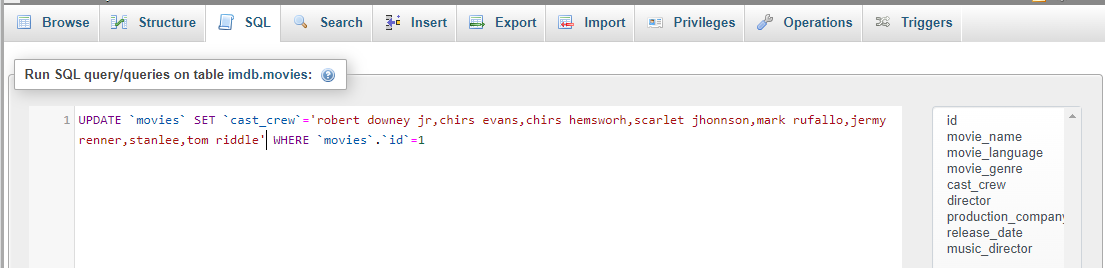 Browse Structure SQL Search Insert Export Import Privileges Operations Triggers
Run SQL query/queries on table imdb.movies:
1 UPDATE `movies` SET `cast_crew`='robert downey jr,chirs evans,chirs hemsworh,scarlet jhonnson,mark rufallo,jermy
renner,stanlee,tom riddle' WHERE `movies`.`id`=1
id
movie_name
movie_language
movie_genre
cast_crew
director
production_company
release_date
music_director